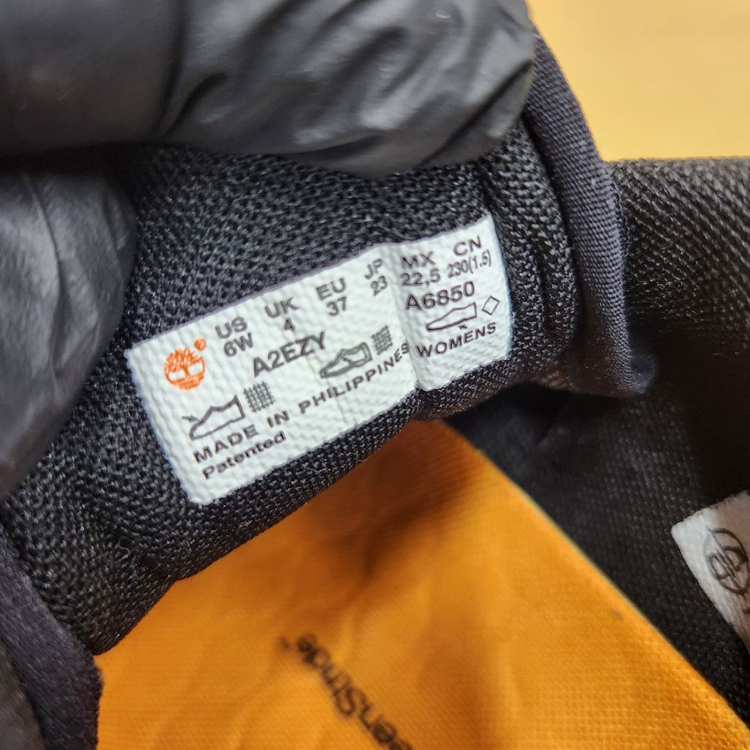 US UK EU JP MX CN
6W 4 37 23 22,5 230(1.5)
A2EZY A6850
WOMENS
MADE IN PHILIPPINES
Patented
eenStride™